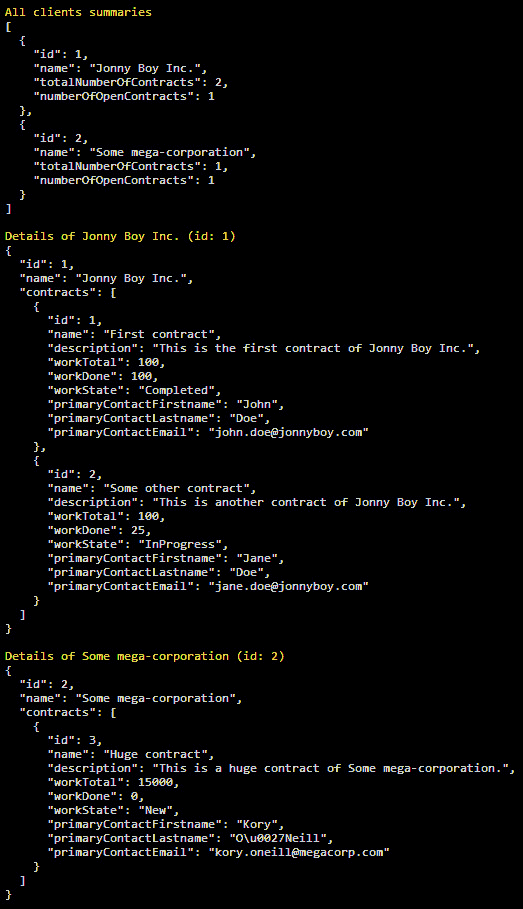 All clients summaries
[
  {
    "id": 1,
    "name": "Jonny Boy Inc.",
    "totalNumberOfContracts": 2,
    "numberOfOpenContracts": 1
  },
  {
    "id": 2,
    "name": "Some mega-corporation",
    "totalNumberOfContracts": 1,
    "numberOfOpenContracts": 1
  }
]

Details of Jonny Boy Inc. (id: 1)
{
  "id": 1,
  "name": "Jonny Boy Inc.",
  "contracts": [
    {
      "id": 1,
      "name": "First contract",
      "description": "This is the first contract of Jonny Boy Inc.",
      "workTotal": 100,
      "workDone": 100,
      "workState": "Completed",
      "primaryContactFirstname": "John",
      "primaryContactLastname": "Doe",
      "primaryContactEmail": "john.doe@jonnyboy.com"
    },
    {
      "id": 2,
      "name": "Some other contract",
      "description": "This is another contract of Jonny Boy Inc.",
      "workTotal": 100,
      "workDone": 25,
      "workState": "InProgress",
      "primaryContactFirstname": "Jane",
      "primaryContactLastname": "Doe",
      "primaryContactEmail": "jane.doe@jonnyboy.com"
    }
  ]
}

Details of Some mega-corporation (id: 2)
{
  "id": 2,
  "name": "Some mega-corporation",
  "contracts": [
    {
      "id": 3,
      "name": "Huge contract",
      "description": "This is a huge contract of Some mega-corporation.",
      "workTotal": 15000,
      "workDone": 0,
      "workState": "New",
      "primaryContactFirstname": "Kory",
      "primaryContactLastname": "O\u0027Neill",
      "primaryContactEmail": "kory.oneill@megacorp.com"
    }
  ]
}